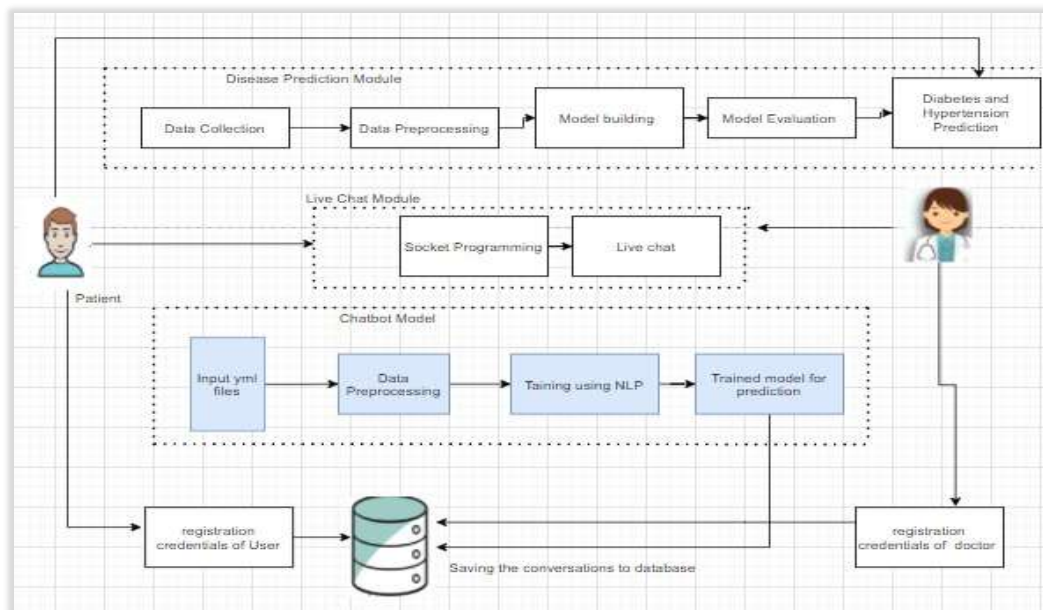 Disease Prediction Module
Data Collection
Data Preprocessing
Model building
Model Evaluation
Diabetes and
Hypertension
Prediction
Live Chat Module
Socket Programming
Live chat
Patient
Chatbot Model
Input yml
files
Data
Preprocessing
Taining using NLP
Trained model for
prediction
registration
credentials of User
registration
credentials of doctor
Saving the conversations to database